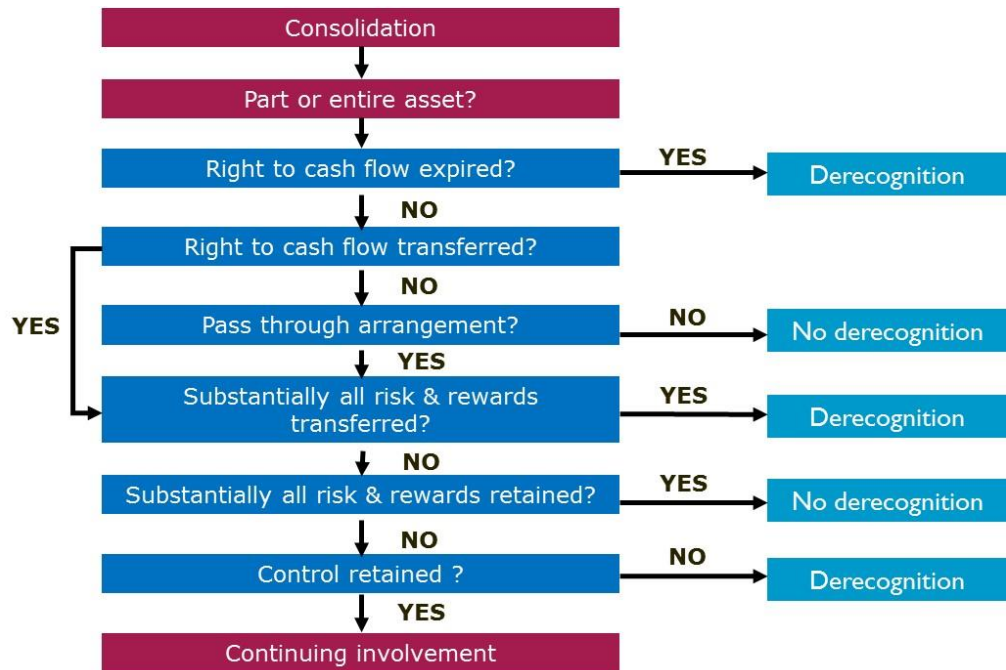 Consolidation
Part or entire asset?
Right to cash flow expired?
YES
Derecognition
NO
Right to cash flow transferred?
NO
YES
Pass through arrangement?
NO
No derecognition
YES
Substantially all risk & rewards
transferred?
YES
Derecognition
NO
Substantially all risk & rewards retained?
YES
No derecognition
NO
Control retained ?
NO
Derecognition
YES
Continuing involvement